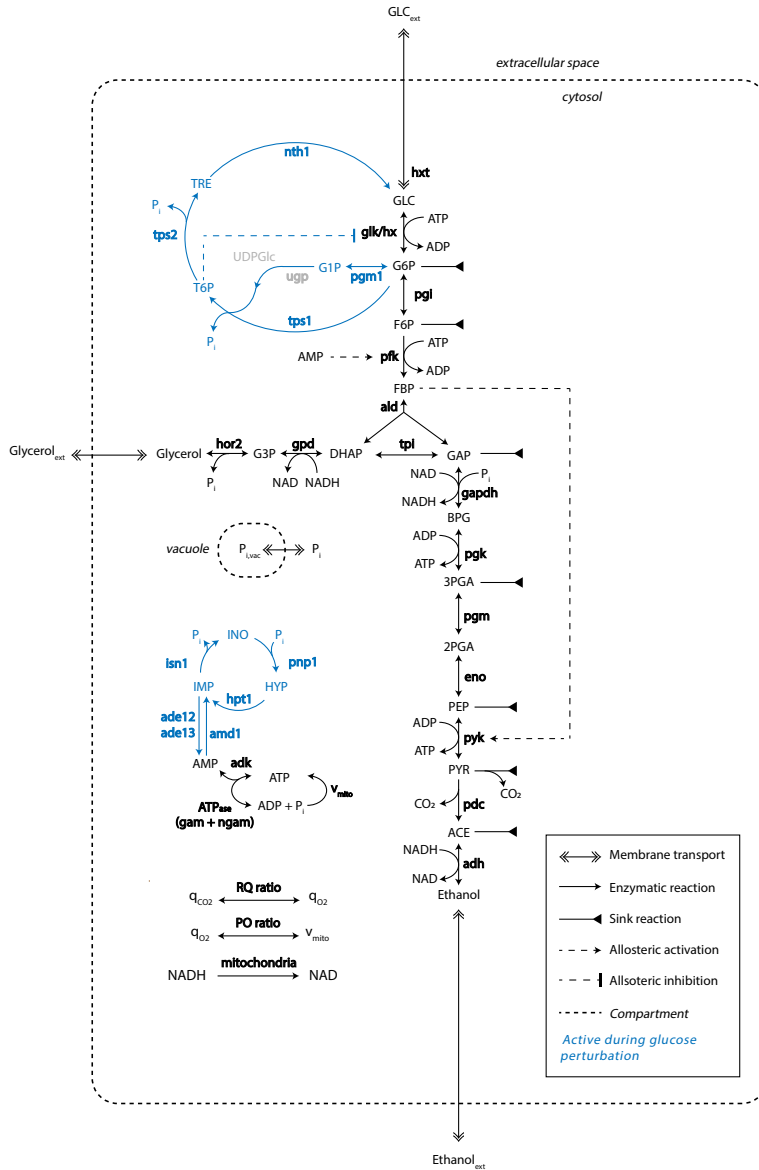 GLCext
extracellular space
cytosol
nth1
hxt
TRE
GLC
Pi
ATP
glk/hx
tps2
ADP
UDPGlc
G1P
G6P
ugp
pgm1
T6P
pgI
tps1
F6P
Pi
ATP
AMP
pfk
ADP
FBP
ald
hor2
gpd
tpI
Glycerolext
Glycerol
G3P
DHAP
GAP
NAD
Pi
Pi
NAD
NADH
NADH
gapdh
BPG
vacuole
Pi,vac
Pi
ADP
pgk
ATP
3PGA
pgm
Pi
INO
Pi
2PGA
isn1
pnp1
eno
IMP
HYP
hpt1
PEP
ade12
ADP
ade13
amd1
pyk
ATP
AMP
adk
ATP
PYR
vmito
CO2
ATPase
ADP + Pi
pdc
CO2
(gam + ngam)
ACE
NADH
adh
NAD
Ethanol
RQ ratio
qCO2
qO2
PO ratio
qO2
vmito
mitochondria
NADH
NAD
Membrane transport
Enzymatic reaction
Sink reaction
Allosteric activation
Allsoteric inhibition
Compartment
Active during glucose
perturbation
Ethanolext